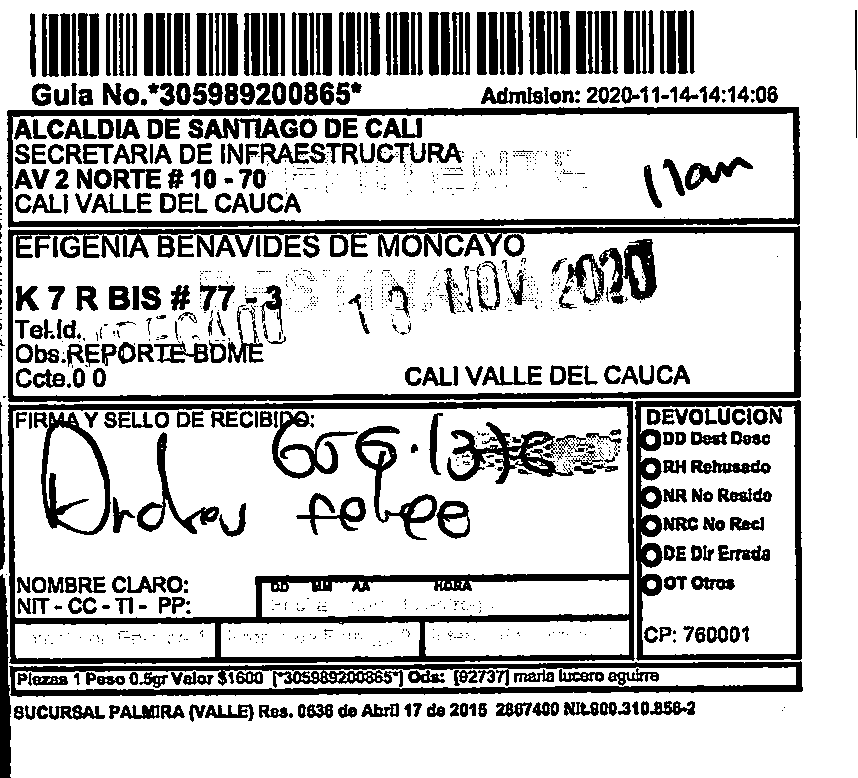 Guia No.*305989200865*
Admision: 2020-11-14-14:14:06
ALCALDIA DE SANTIAGO DE CALI
SECRETARIA DE INFRAESTRUCTURA
AV 2 NORTE # 10 - 70
CALI VALLE DEL CAUCA
11am
EFIGENIA BENAVIDES DE MONCAYO
K 7 R BIS # 77 - 3
NOV. 2020
Tel.Id.
Obs:REPORTE-BDME
Ccte.0 0
CALI VALLE DEL CAUCA
FIRMA Y SELLO DE RECIBIDO:
Andres felipe
NOMBRE CLARO:
NIT - CC - TI - PP:
DD MM AA HORA
DEVOLUCION
DD Dest Desc
RH Rehusado
NR No Reside
NRC No Recl
DE Dir Errada
OT Otros
CP: 760001
Piezas 1 Peso 0.5gr Valor $1600 [*305989200865*] Ods: [92737] maria lucero aguirre
SUCURSAL PALMIRA (VALLE) Res. 0636 de Abril 17 de 2015 2867400 Nit.800.310.856-2